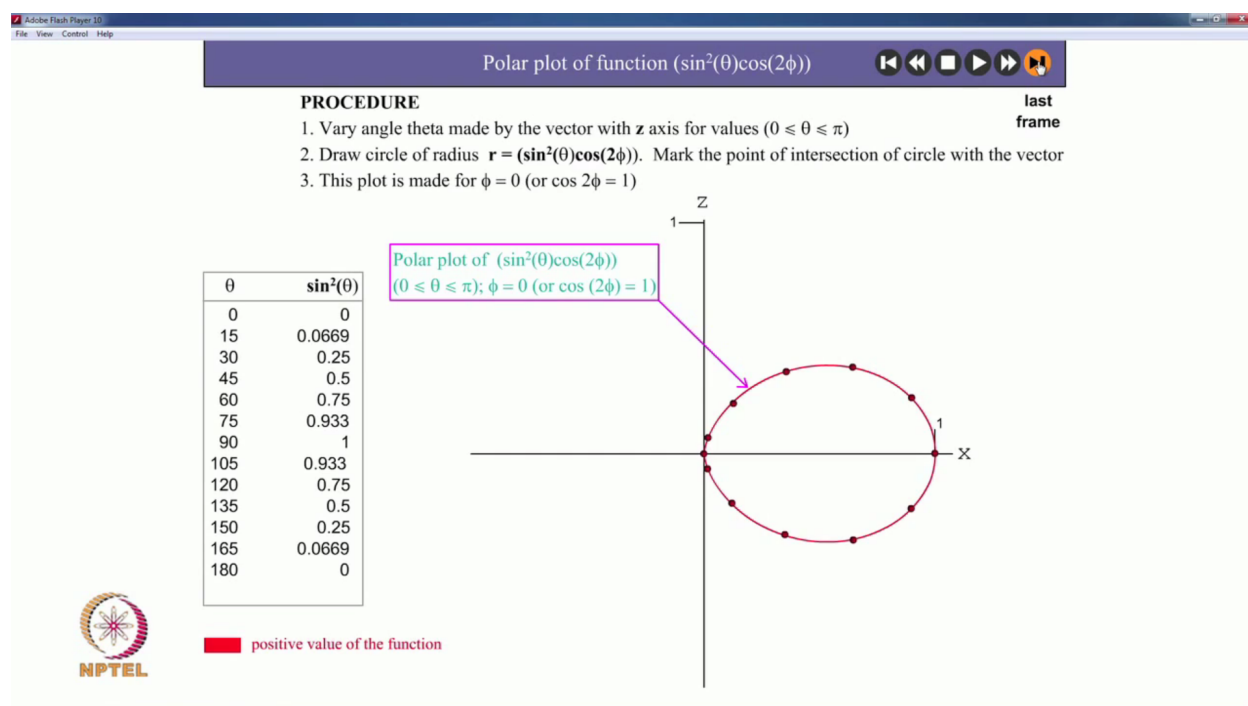 Adobe Flash Player 10
File View Control Help
Polar plot of function (sin²(θ)cos(2ϕ))
last
frame
PROCEDURE
1. Vary angle theta made by the vector with z axis for values (0 ⩽ θ ⩽ π)
2. Draw circle of radius r = (sin²(θ)cos(2ϕ)). Mark the point of intersection of circle with the vector
3. This plot is made for ϕ = 0 (or cos 2ϕ = 1)
Z
1
Polar plot of (sin²(θ)cos(2ϕ))
(0 ⩽ θ ⩽ π); ϕ = 0 (or cos (2ϕ) = 1)
1
X
θ sin²(θ)
0 0
15 0.0669
30 0.25
45 0.5
60 0.75
75 0.933
90 1
105 0.933
120 0.75
135 0.5
150 0.25
165 0.0669
180 0
positive value of the function
NPTEL